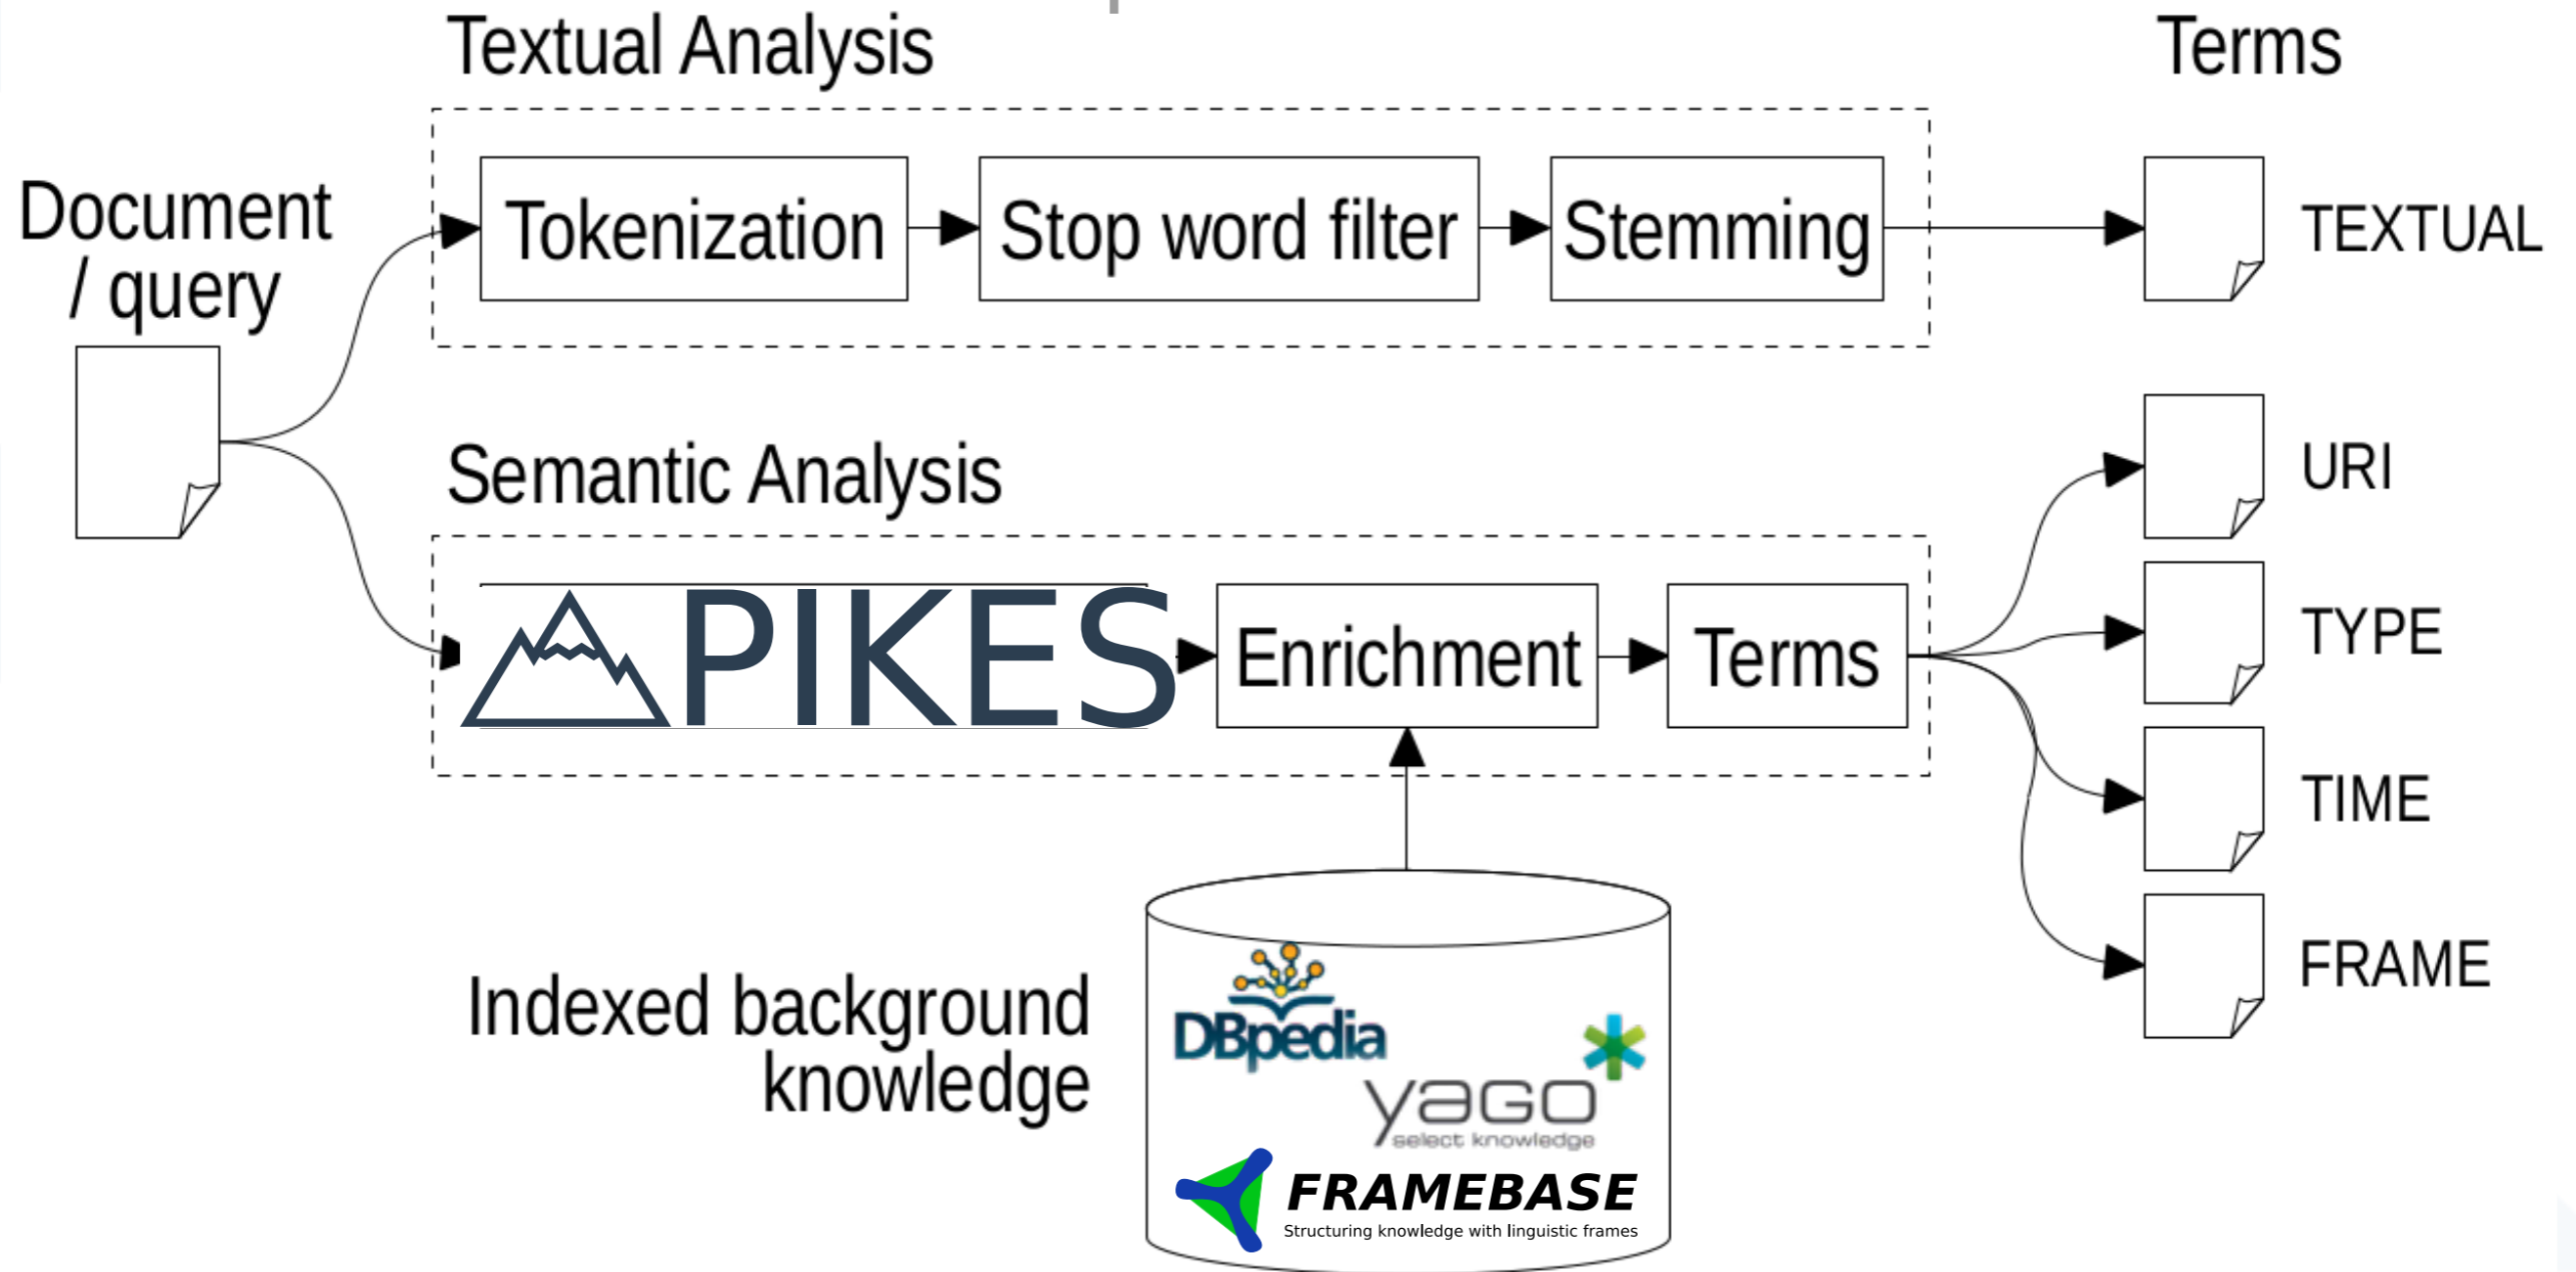 Textual Analysis
Terms
Document
/ query
Tokenization
Stop word filter
Stemming
TEXTUAL
Semantic Analysis
PIKES
Enrichment
Terms
URI
TYPE
TIME
FRAME
Indexed background
knowledge
DBpedia
yago
select knowledge
FRAMEBASE
Structuring knowledge with linguistic frames